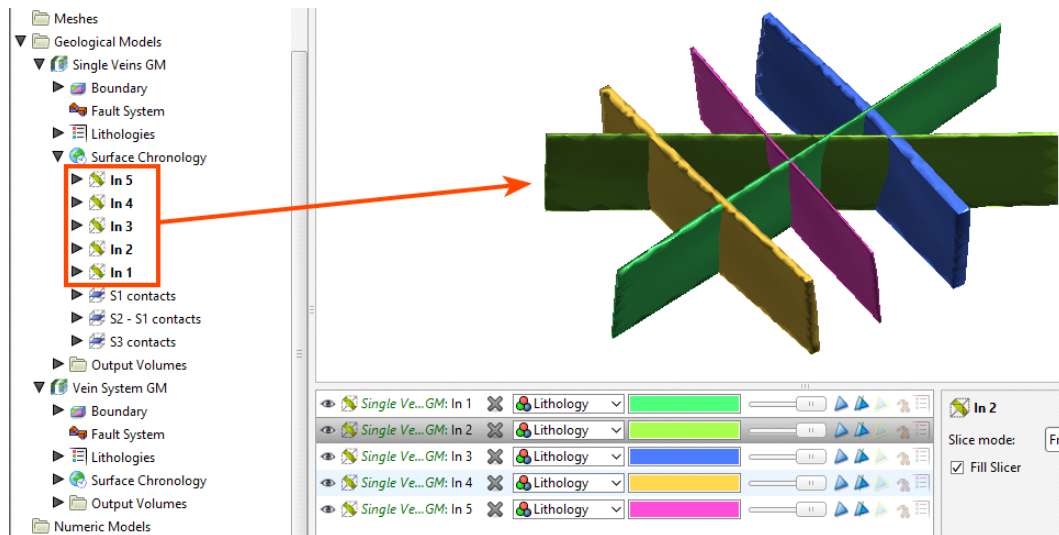 Meshes
Geological Models
Single Veins GM
Boundary
Fault System
Lithologies
Surface Chronology
In 5
In 4
In 3
In 2
In 1
S1 contacts
S2 - S1 contacts
S3 contacts
Output Volumes
Vein System GM
Boundary
Fault System
Lithologies
Surface Chronology
Output Volumes
Numeric Models
Single Ve...GM: In 1 Lithology
Single Ve...GM: In 2 Lithology
Single Ve...GM: In 3 Lithology
Single Ve...GM: In 4 Lithology
Single Ve...GM: In 5 Lithology
In 2
Slice mode: Fr
Fill Slicer